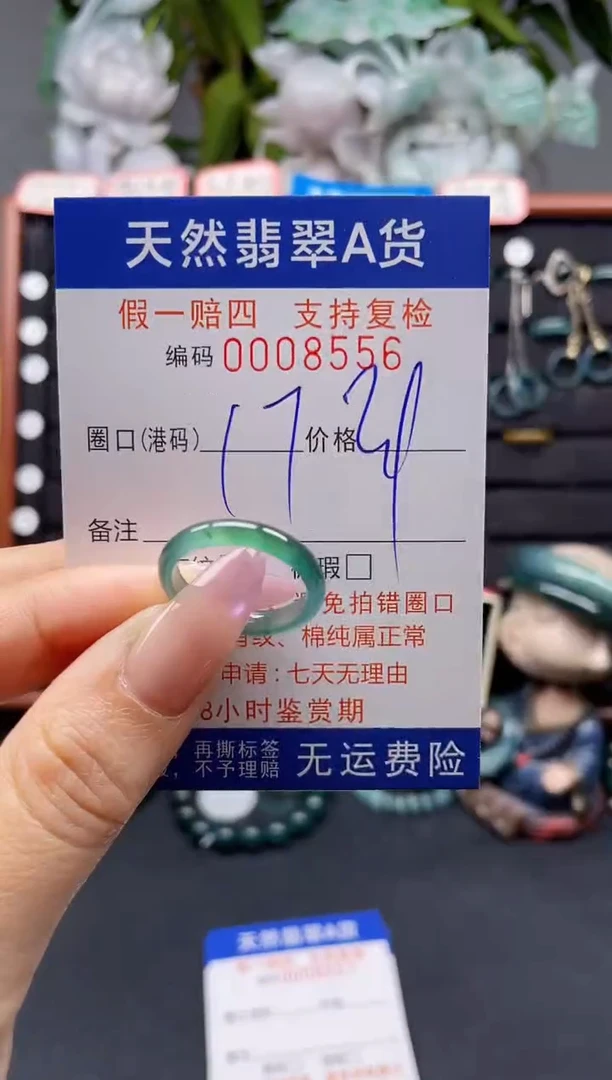 天然翡翠A货
假一赔四 支持复检
编码 0008556
圈口(港码) 17 价格
备注
瑕□
免拍错圈口
纹、棉纯属正常
申请:七天无理由
8小时鉴赏期
再撕标签
,不予理赔
无运费险
天然翡翠A货